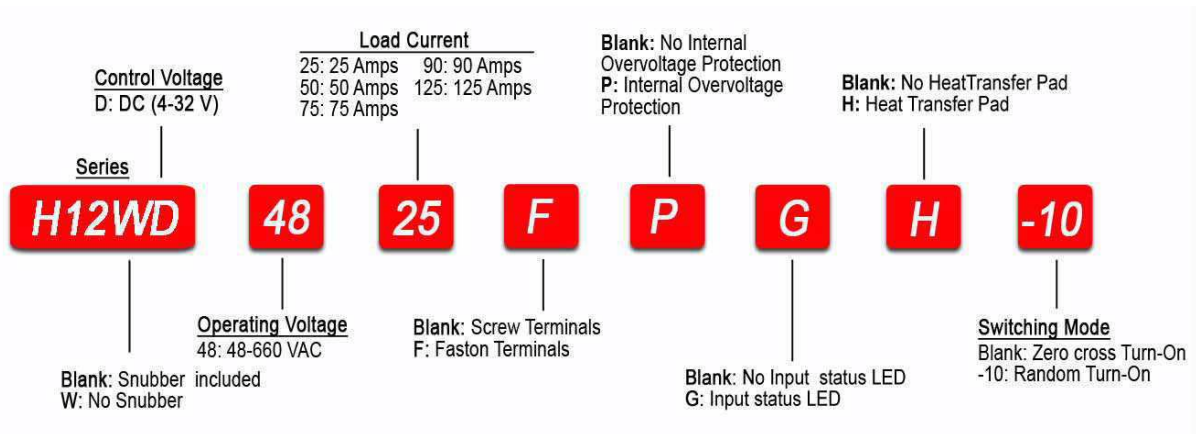 Control Voltage
D: DC (4-32 V)
Load Current
25: 25 Amps 90: 90 Amps
50: 50 Amps 125: 125 Amps
75: 75 Amps
Blank: No Internal
Overvoltage Protection
P: Internal Overvoltage
Protection
Blank: No HeatTransfer Pad
H: Heat Transfer Pad
Series
H12WD 48 25 F P G H -10
Blank: Snubber included
W: No Snubber
Operating Voltage
48: 48-660 VAC
Blank: Screw Terminals
F: Faston Terminals
Blank: No Input status LED
G: Input status LED
Switching Mode
Blank: Zero cross Turn-On
-10: Random Turn-On